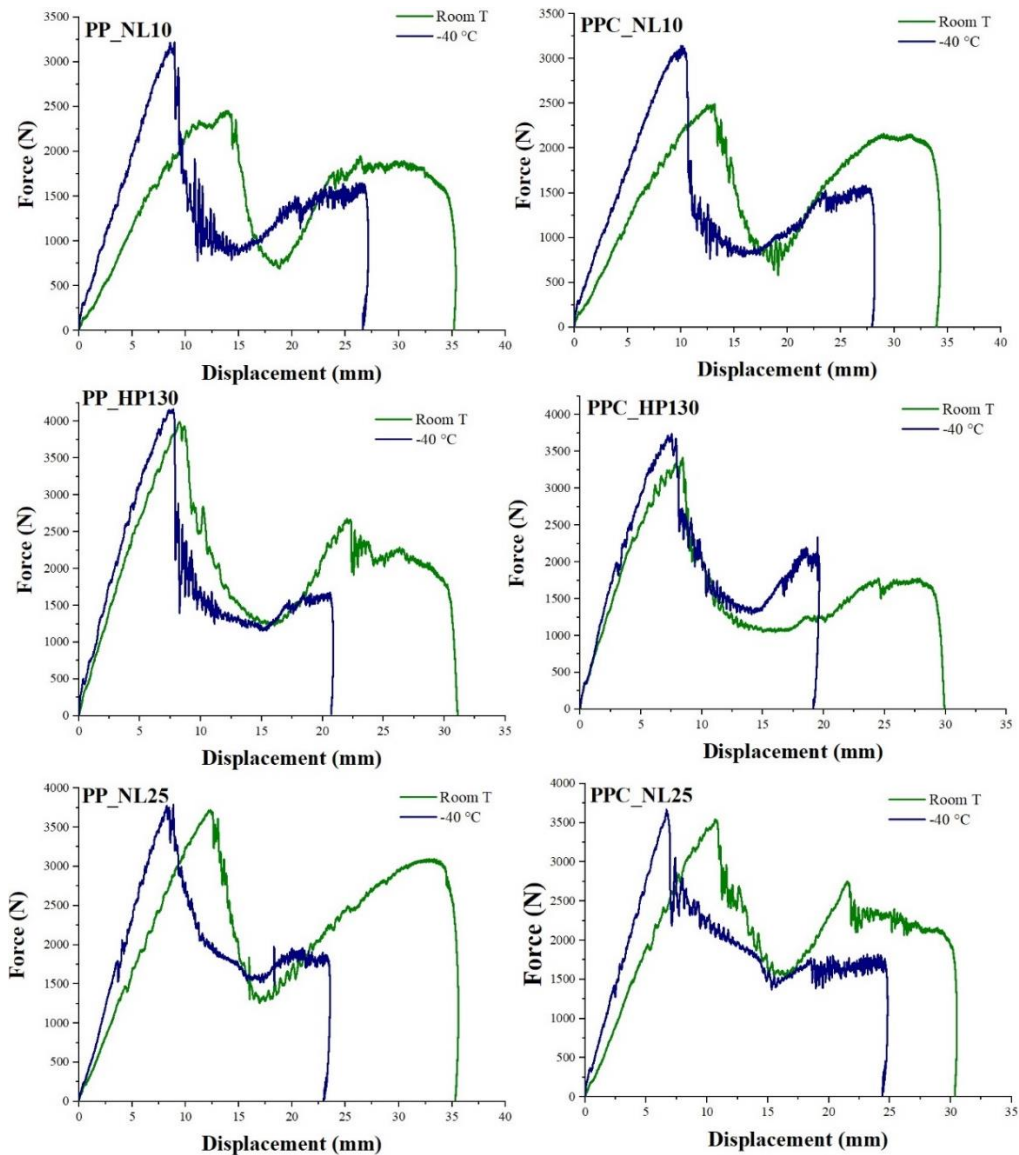 PP_NL10
Room T
-40 °C
Force (N)
3500
3000
2500
2000
1500
1000
500
0
0 5 10 15 20 25 30 35 40
Displacement (mm)
PPC_NL10
Room T
-40 °C
Force (N)
3500
3000
2500
2000
1500
1000
500
0
0 5 10 15 20 25 30 35 40
Displacement (mm)
PP_HP130
Room T
-40 °C
Force (N)
4000
3500
3000
2500
2000
1500
1000
500
0
0 5 10 15 20 25 30 35
Displacement (mm)
PPC_HP130
Room T
-40 °C
Force (N)
4000
3500
3000
2500
2000
1500
1000
500
0
0 5 10 15 20 25 30 35
Displacement (mm)
PP_NL25
Room T
-40 °C
Force (N)
4000
3500
3000
2500
2000
1500
1000
500
0
0 5 10 15 20 25 30 35 40
Displacement (mm)
PPC_NL25
Room T
-40 °C
Force (N)
4000
3500
3000
2500
2000
1500
1000
500
0
0 5 10 15 20 25 30 35
Displacement (mm)